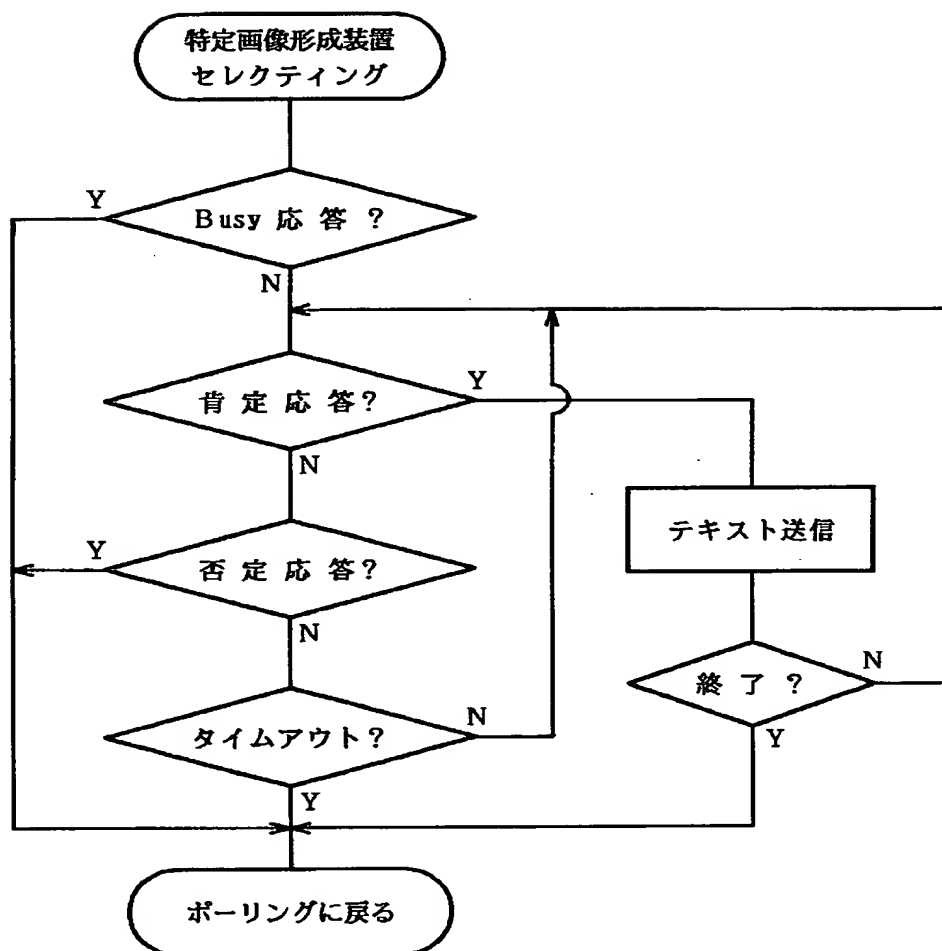 特定画像形成装置
セレクティング
Y
Busy 応答？
N
肯定応答？
Y
N
テキスト送信
Y
否定応答？
N
終了？
N
タイムアウト？
N
Y
Y
ポーリングに戻る